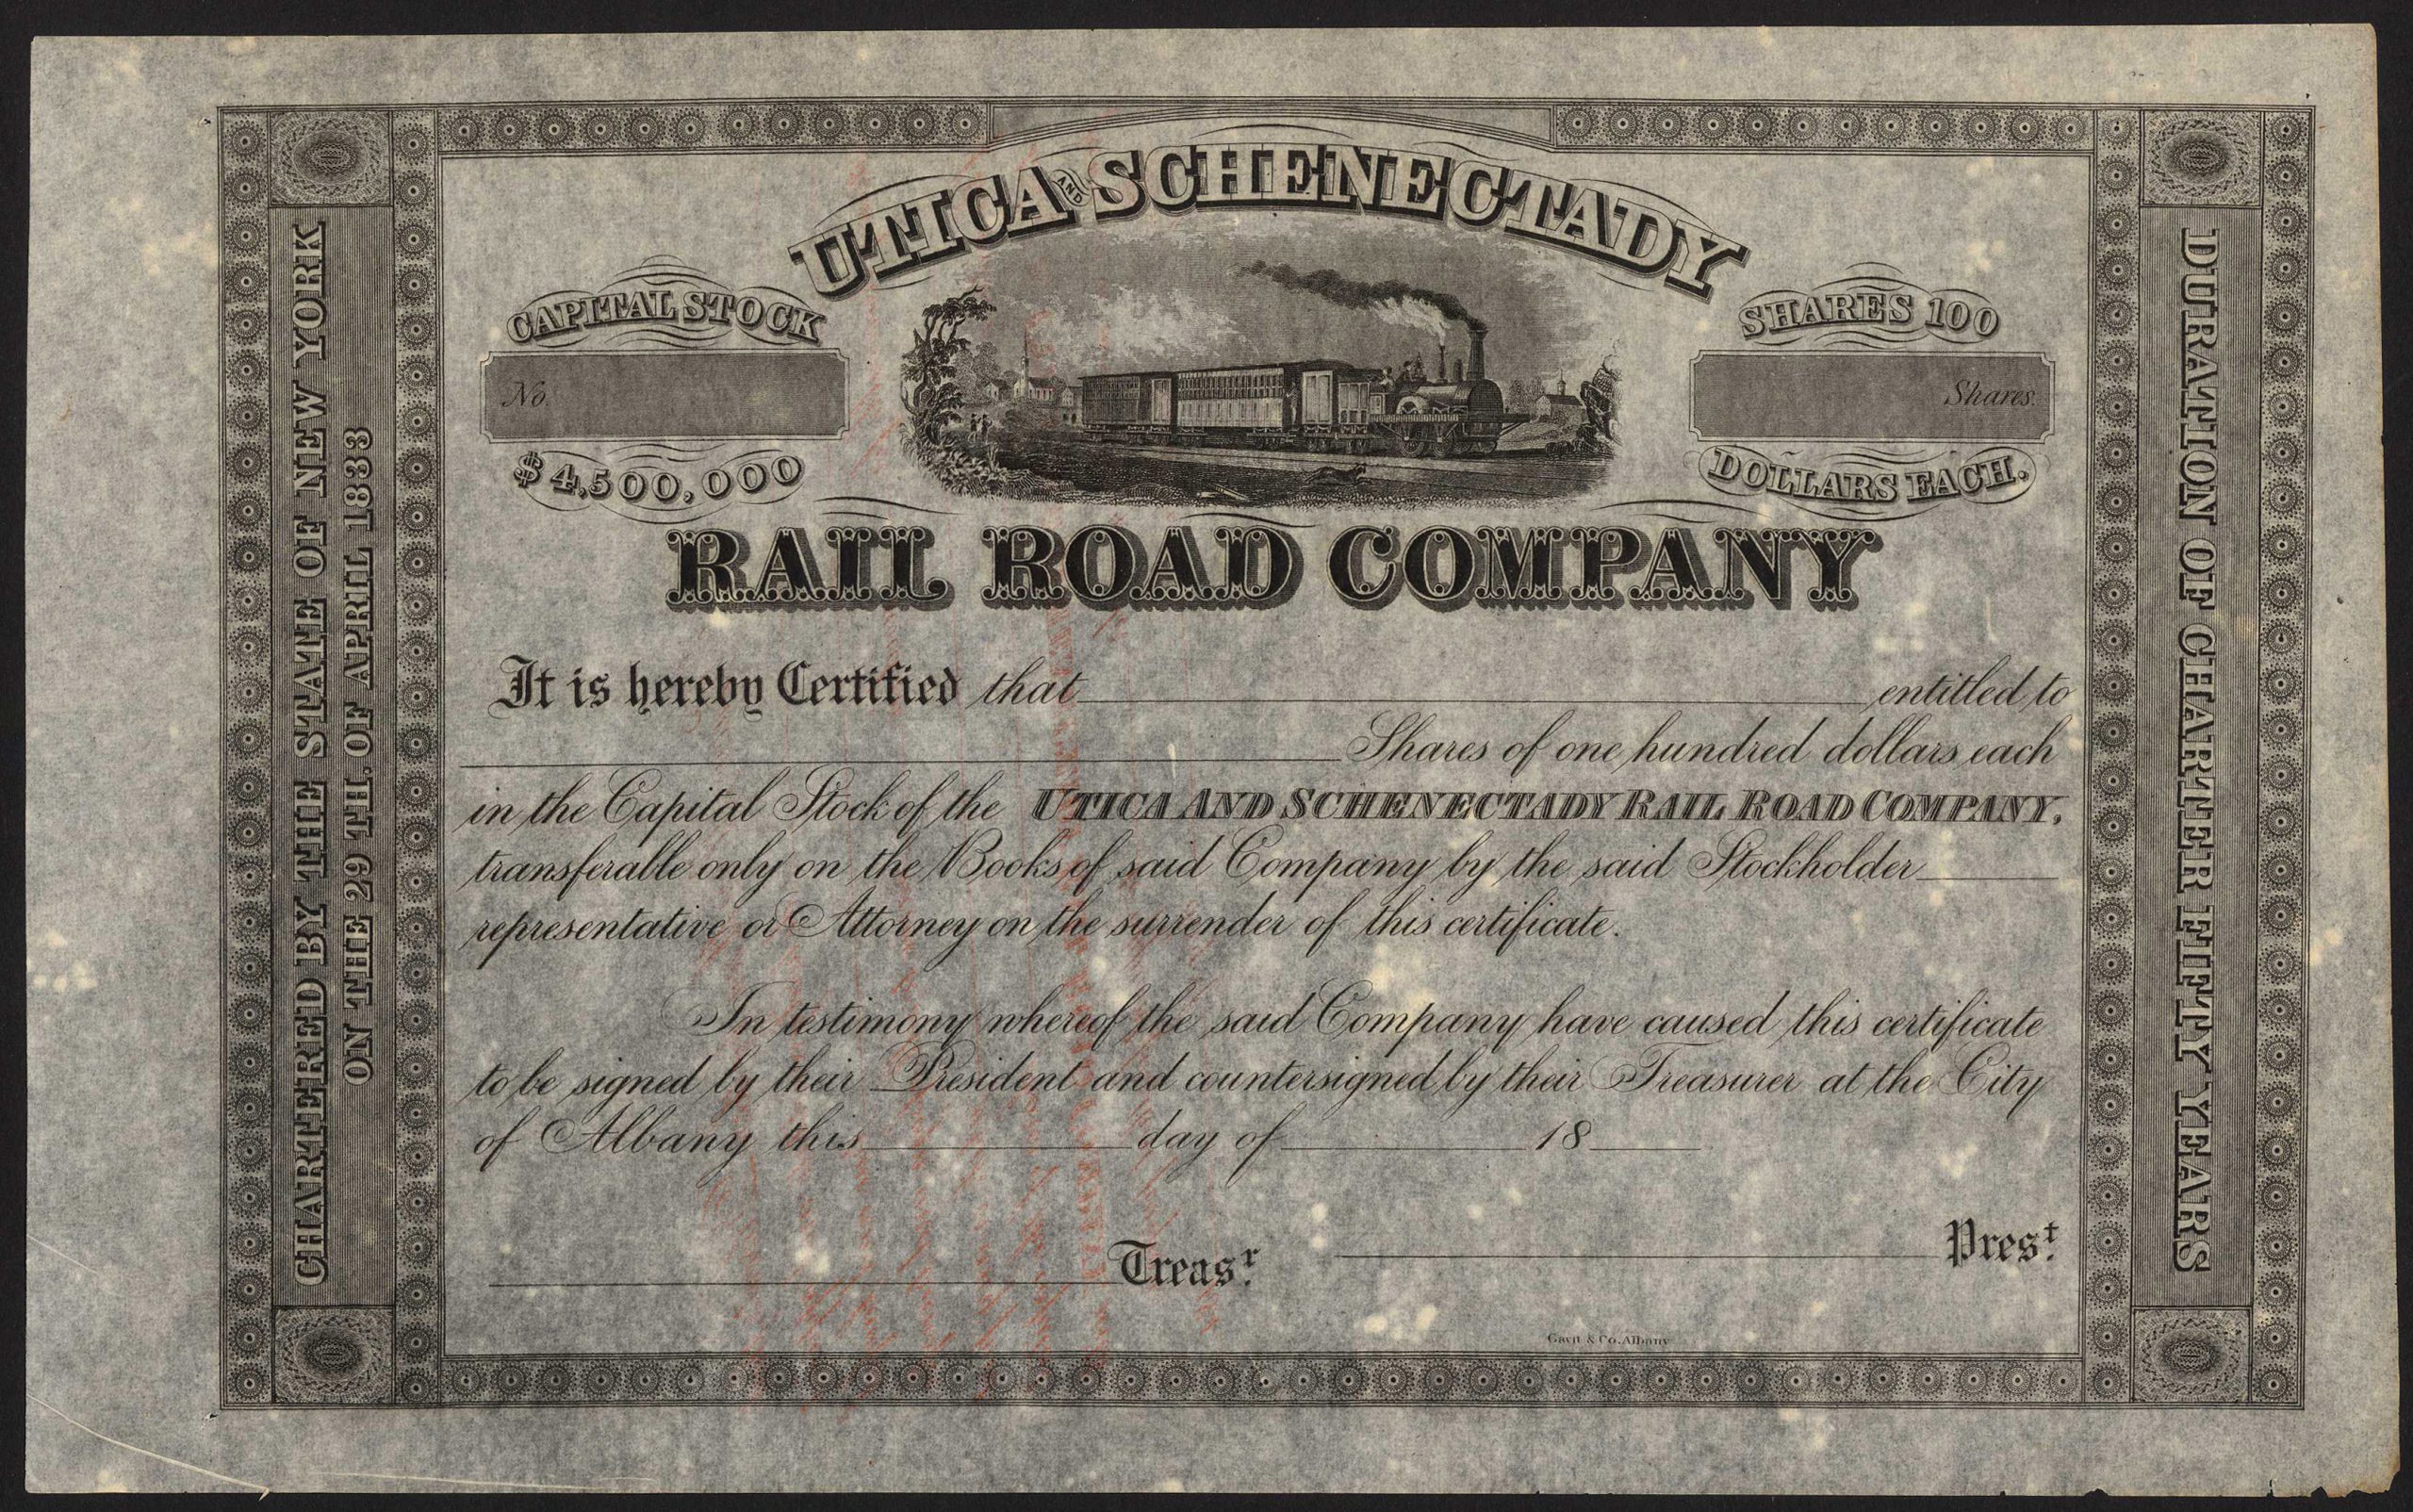 UTICA AND SCHENECTADY
CAPITAL STOCK
No.
$4,500,000
SHARES 100
Shares.
DOLLARS EACH.
RAIL ROAD COMPANY
CHARTERED BY THE STATE OF NEW YORK
ON THE 29 TH. OF APRIL 1833
DURATION OF CHARTER FIFTY YEARS
It is hereby Certified that entitled to
Shares of one hundred dollars each
in the Capital Stock of the UTICA AND SCHENECTADY RAIL ROAD COMPANY,
transferable only on the Books of said Company by the said Stockholder
representative or Attorney on the surrender of this certificate.
In testimony whereof the said Company have caused this certificate
to be signed by their President and countersigned by their Treasurer at the City
of Albany this day of 18
Treasr.
Prest.
Gavit & Co. Albany